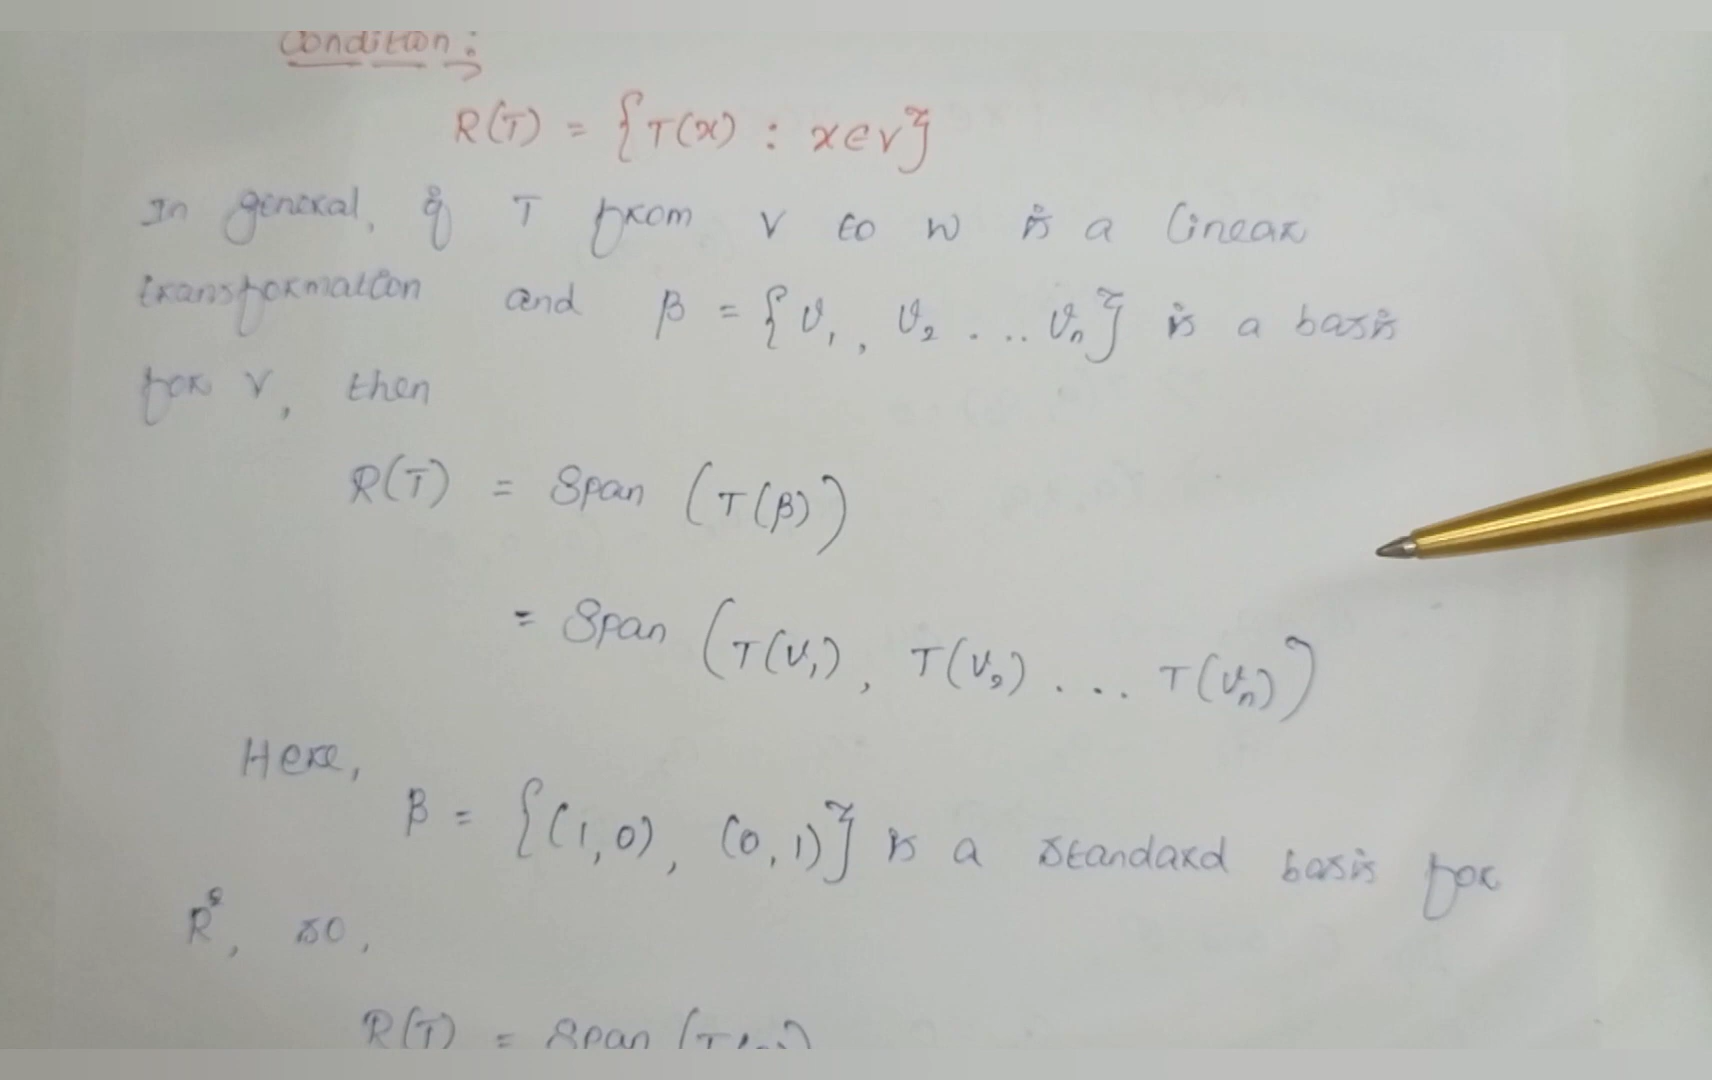 Condition:
R(T) = {T(x) : x∈V}
In general, if T from V to W is a linear
transformation and β = {v₁, v₂ ... vₙ} is a basis
for V, then
R(T) = Span (T(β))
= Span (T(v₁), T(v₂) ... T(vₙ))
Here,
β = {(1,0), (0,1)} is a standard basis for
R², so,
R(T) = Span